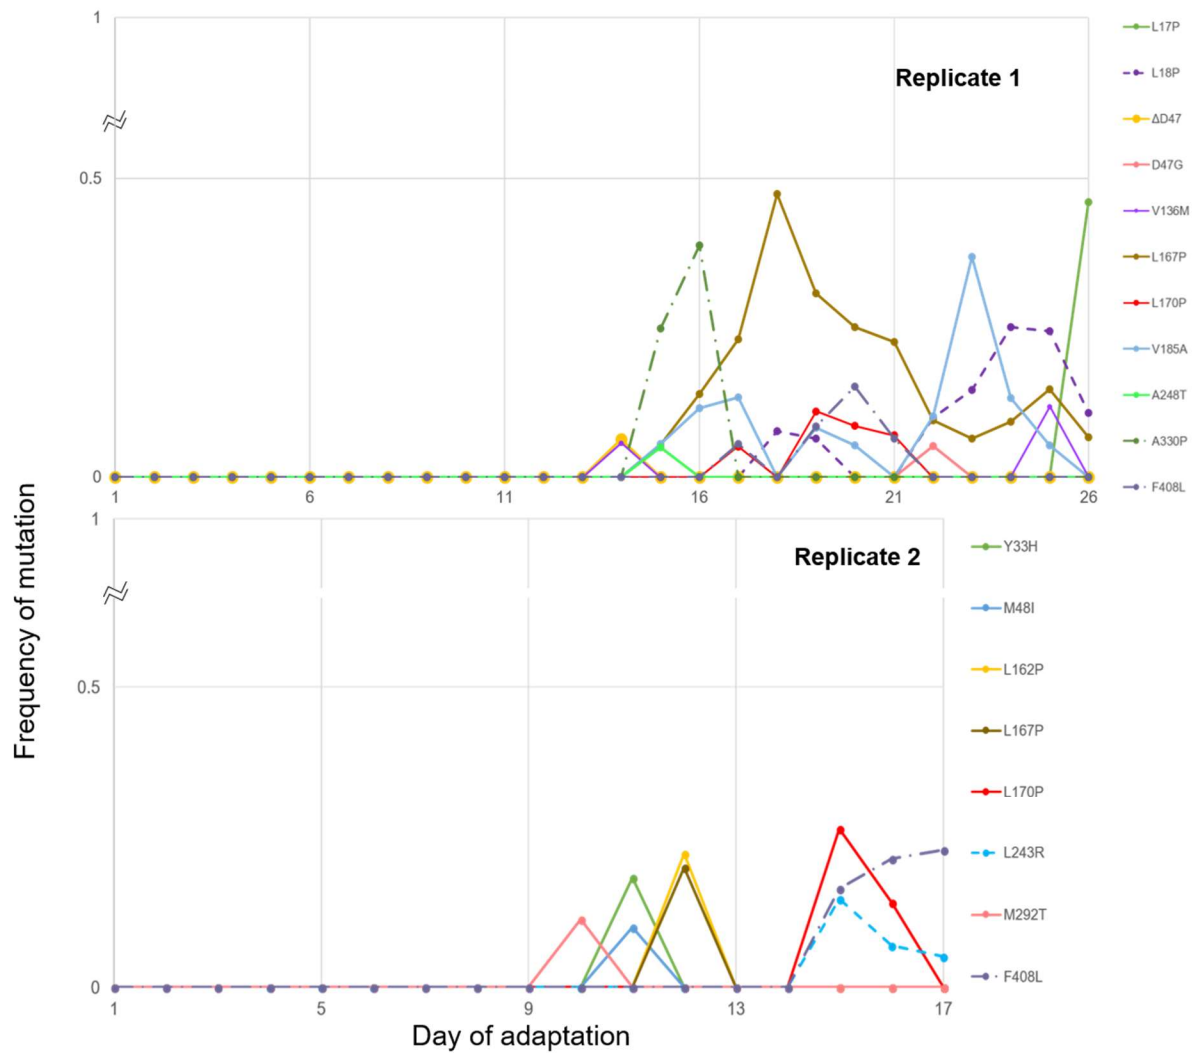 1
Replicate 1
0.5
0
1
6
11
16
21
26
L17P
L18P
ΔD47
D47G
V136M
L167P
L170P
V185A
A248T
A330P
F408L
Frequency of mutation
1
Replicate 2
0.5
0
1
5
9
13
17
Y33H
M48I
L162P
L167P
L170P
L243R
M292T
F408L
Day of adaptation